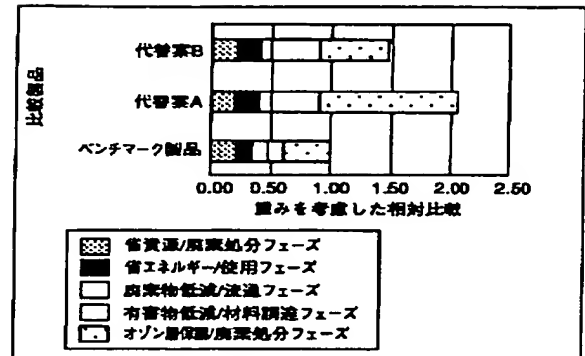 比較製品
代替案B
代替案A
ベンチマーク製品
0.00 0.50 1.00 1.50 2.00 2.50
重みを考慮した相対比較
省資源/廃棄処分フェーズ
省エネルギー/使用フェーズ
廃棄物低減/流通フェーズ
有害物低減/材料調達フェーズ
オゾン層保護/廃棄処分フェーズ